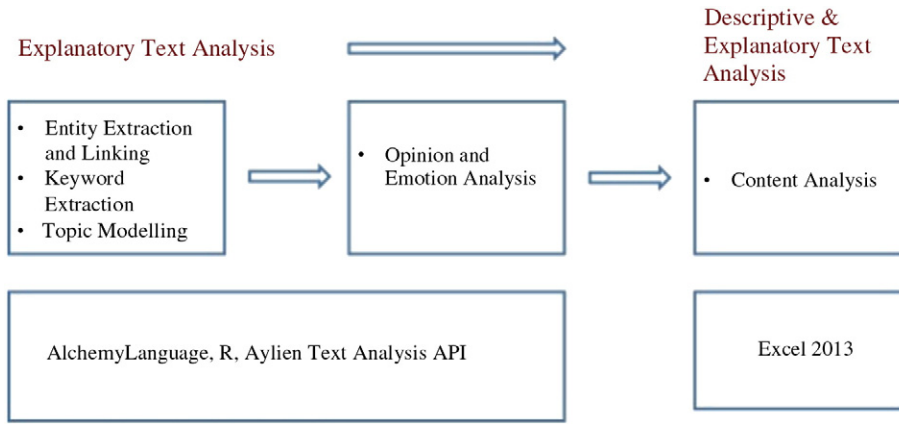 Explanatory Text Analysis
Descriptive &
Explanatory Text
Analysis
• Entity Extraction
and Linking
• Keyword
Extraction
• Topic Modelling
• Opinion and
Emotion Analysis
• Content Analysis
AlchemyLanguage, R, Aylien Text Analysis API
Excel 2013